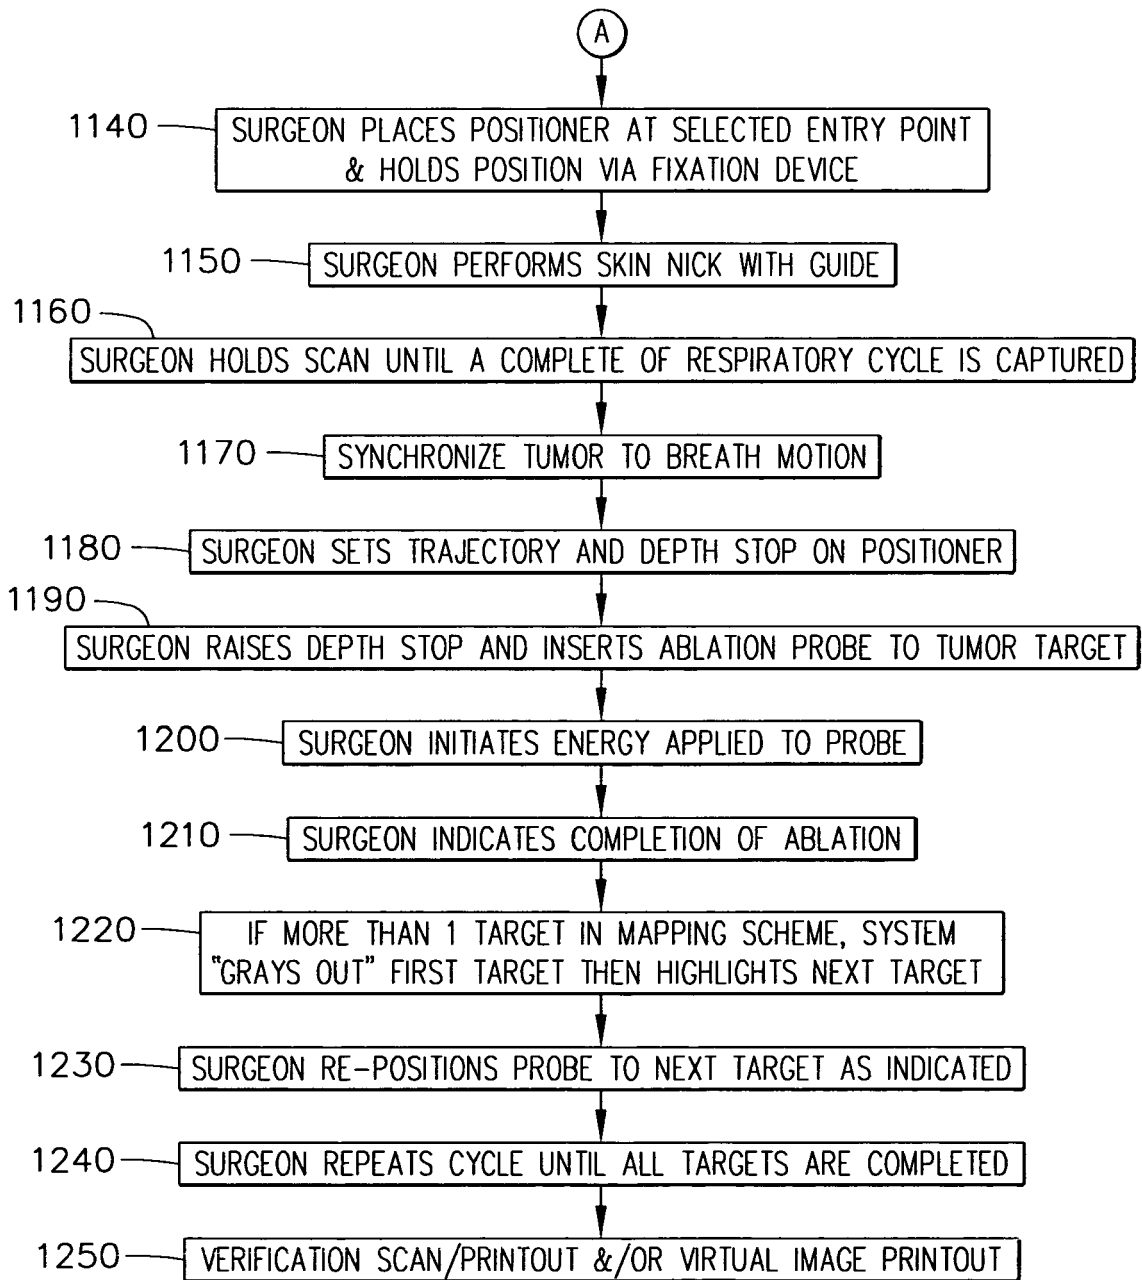 A
1140
SURGEON PLACES POSITIONER AT SELECTED ENTRY POINT
& HOLDS POSITION VIA FIXATION DEVICE
1150
SURGEON PERFORMS SKIN NICK WITH GUIDE
1160
SURGEON HOLDS SCAN UNTIL A COMPLETE OF RESPIRATORY CYCLE IS CAPTURED
1170
SYNCHRONIZE TUMOR TO BREATH MOTION
1180
SURGEON SETS TRAJECTORY AND DEPTH STOP ON POSITIONER
1190
SURGEON RAISES DEPTH STOP AND INSERTS ABLATION PROBE TO TUMOR TARGET
1200
SURGEON INITIATES ENERGY APPLIED TO PROBE
1210
SURGEON INDICATES COMPLETION OF ABLATION
1220
IF MORE THAN 1 TARGET IN MAPPING SCHEME, SYSTEM
"GRAYS OUT" FIRST TARGET THEN HIGHLIGHTS NEXT TARGET
1230
SURGEON RE-POSITIONS PROBE TO NEXT TARGET AS INDICATED
1240
SURGEON REPEATS CYCLE UNTIL ALL TARGETS ARE COMPLETED
1250
VERIFICATION SCAN/PRINTOUT &/OR VIRTUAL IMAGE PRINTOUT